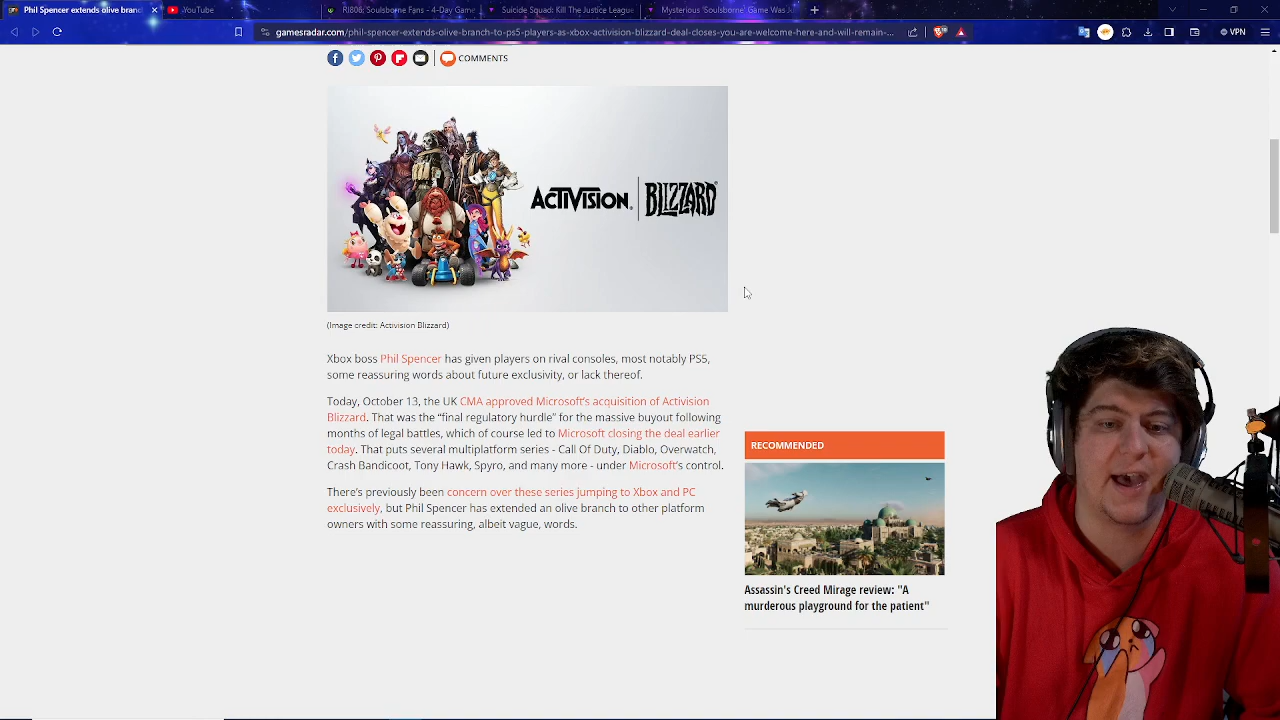 Phil Spencer extends olive branc
YouTube
RI806: Soulsborne Fans - 4-Day Game
Suicide Squad: Kill The Justice League
Mysterious 'Soulsborne' Game Was J
gamesradar.com/phil-spencer-extends-olive-branch-to-ps5-players-as-xbox-activision-blizzard-deal-closes-you-are-welcome-here-and-will-remain-...
VPN
COMMENTS
ACTIVISION
BLIZZARD
(Image credit: Activision Blizzard)
Xbox boss Phil Spencer has given players on rival consoles, most notably PS5,
some reassuring words about future exclusivity, or lack thereof.
Today, October 13, the UK CMA approved Microsoft's acquisition of Activision
Blizzard. That was the “final regulatory hurdle” for the massive buyout following
months of legal battles, which of course led to Microsoft closing the deal earlier
today. That puts several multiplatform series - Call Of Duty, Diablo, Overwatch,
Crash Bandicoot, Tony Hawk, Spyro, and many more - under Microsoft's control.
There's previously been concern over these series jumping to Xbox and PC
exclusively, but Phil Spencer has extended an olive branch to other platform
owners with some reassuring, albeit vague, words.
RECOMMENDED
Assassin's Creed Mirage review: "A
murderous playground for the patient"